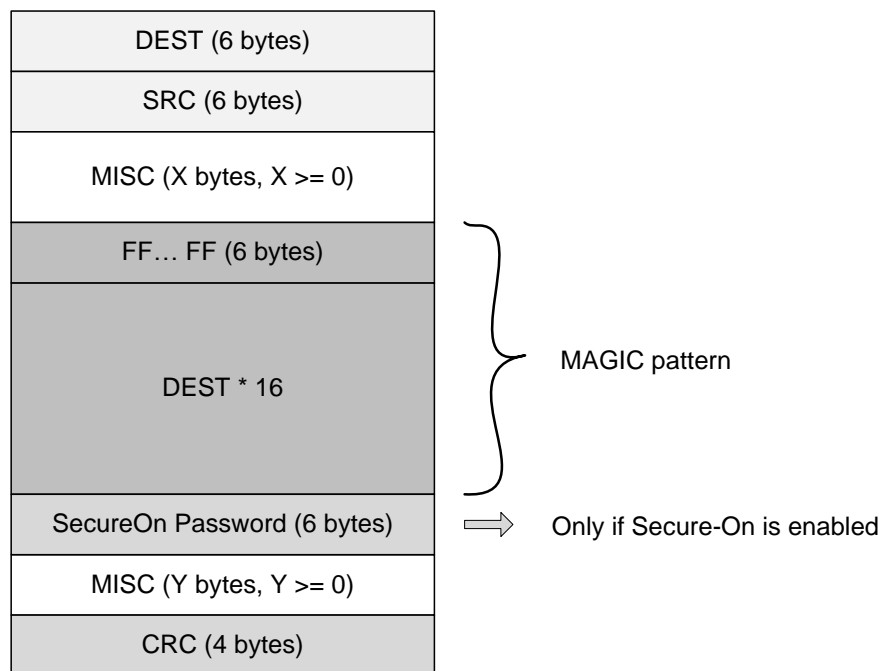 DEST (6 bytes)
SRC (6 bytes)
MISC (X bytes, X >= 0)
FF… FF (6 bytes)
DEST * 16
MAGIC pattern
SecureOn Password (6 bytes)
Only if Secure-On is enabled
MISC (Y bytes, Y >= 0)
CRC (4 bytes)